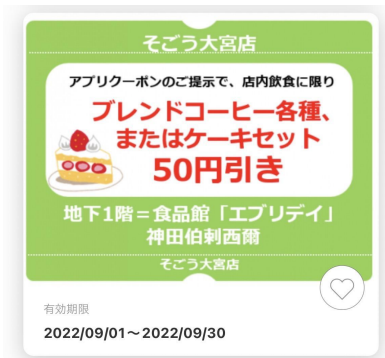 そごう大宮店
アプリクーポンのご提示で、店内飲食に限り
ブレンドコーヒー各種、
またはケーキセット
50円引き
地下1階＝食品館「エブリデイ」
神田伯剌西爾
そごう大宮店
有効期限
2022/09/01～2022/09/30